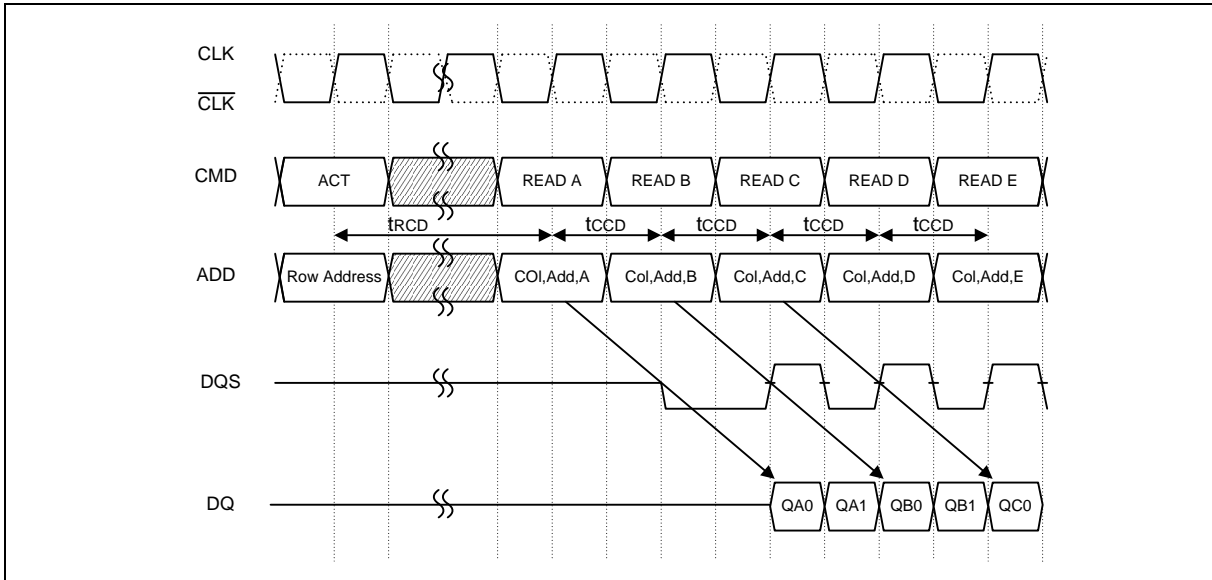 CLK
CLK
CMD
ACT
READ A
READ B
READ C
READ D
READ E
tRCD
tCCD
tCCD
tCCD
tCCD
ADD
Row Address
COl,Add,A
Col,Add,B
Col,Add,C
Col,Add,D
Col,Add,E
DQS
DQ
QA0
QA1
QB0
QB1
QC0